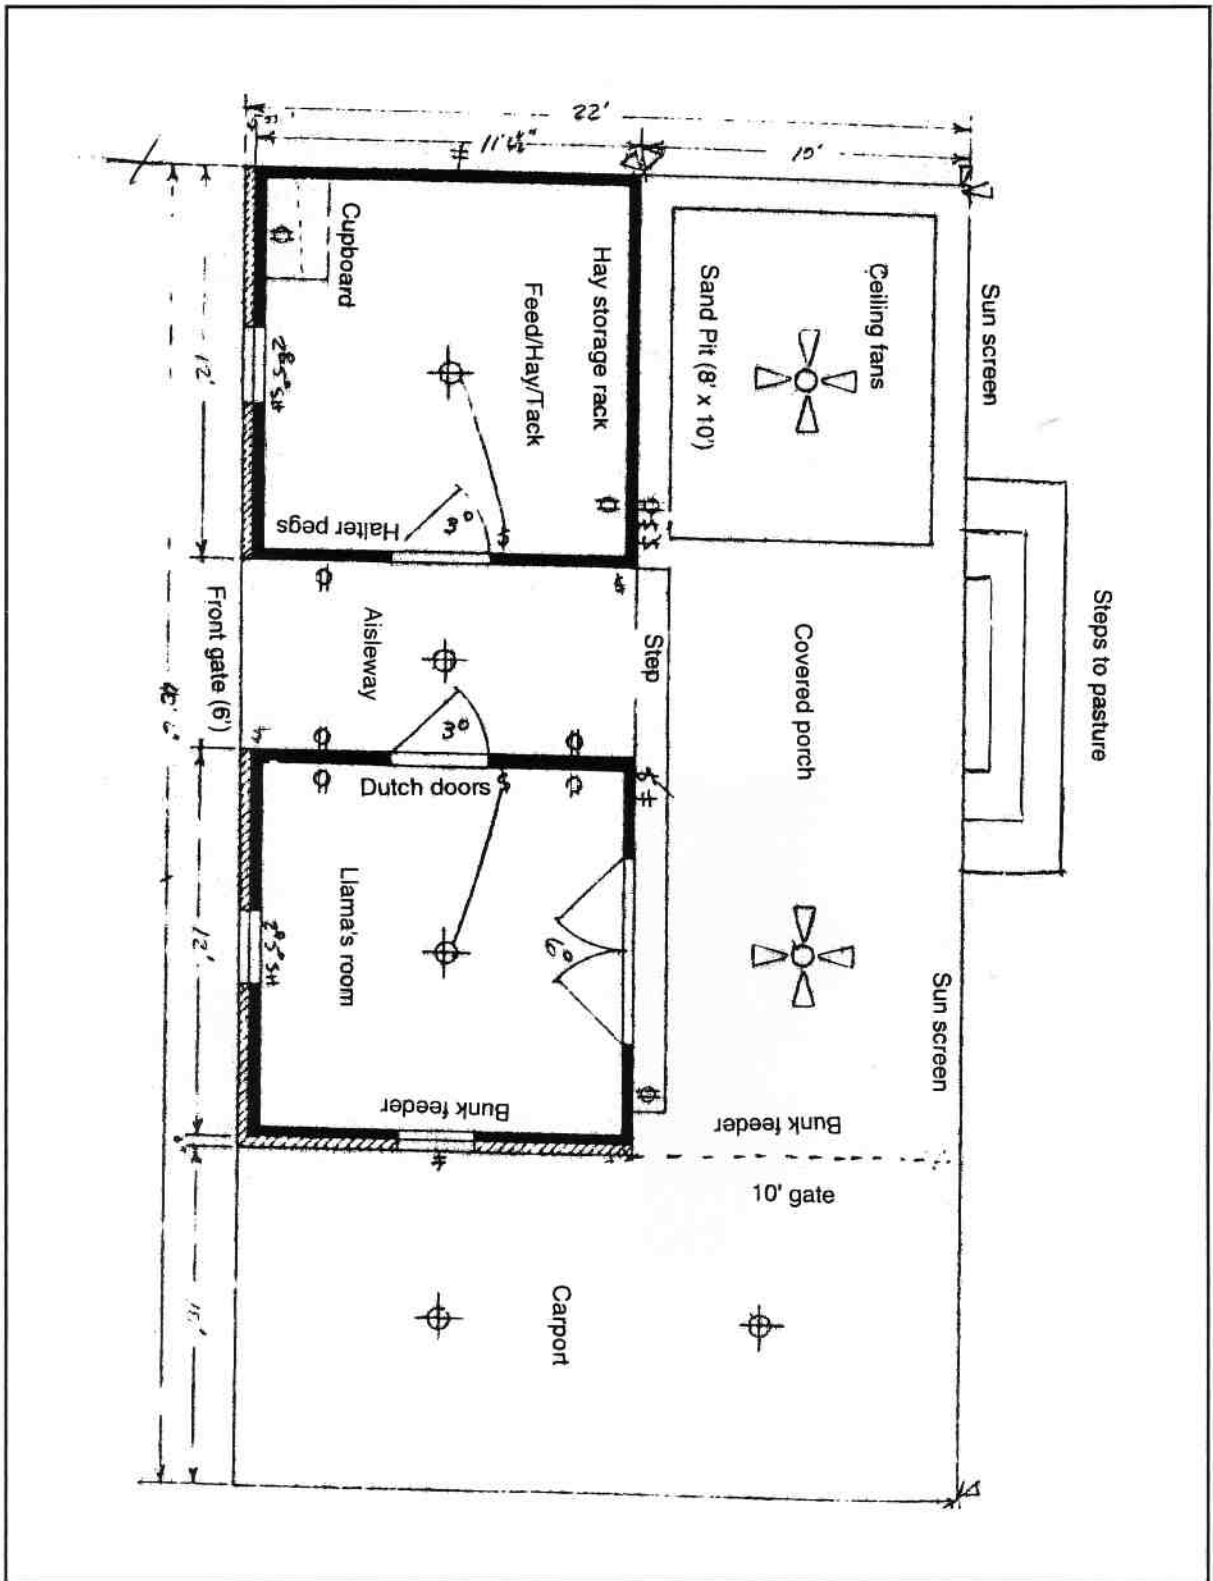 Steps to pasture
Sun screen
Sun screen
Ceiling fans
Sand Pit (8' x 10')
Covered porch
Bunk feeder
10' gate
Step
Hay storage rack
Feed/Hay/Tack
Cupboard
Halter pegs
3⁰
Aisleway
Front gate (6')
3⁰
Dutch doors
6⁰
Llama's room
Bunk feeder
Carport
22'
10'
12'
12'
15'